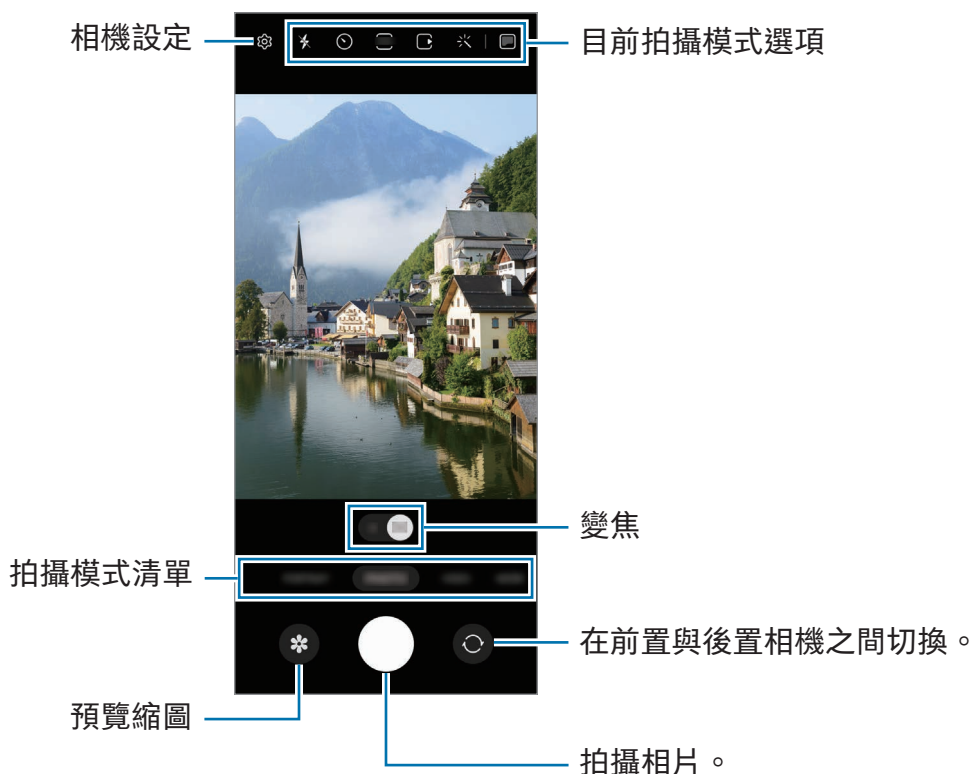 相機設定
目前拍攝模式選項
變焦
拍攝模式清單
在前置與後置相機之間切換。
預覽縮圖
拍攝相片。